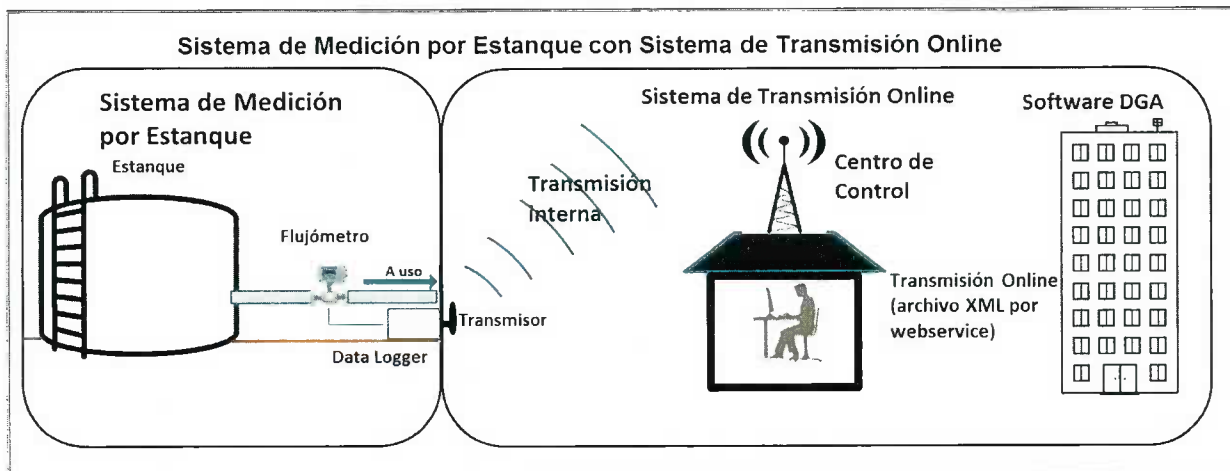 Sistema de Medición por Estanque con Sistema de Transmisión Online
Sistema de Medición
por Estanque
Estanque
Flujómetro
A uso
Transmisor
Data Logger
Transmisión
interna
Sistema de Transmisión Online
Centro de
Control
Transmisión Online
(archivo XML por
webservice)
Software DGA